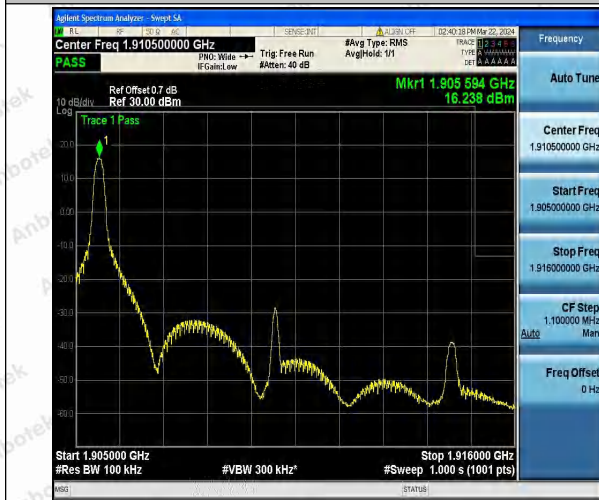 Agilent Spectrum Analyzer - Swept SA
RL RF 50 Ω AC SENSE:INT ALIGN OFF 02:40:18 PM Mar 22, 2024
Center Freq 1.910500000 GHz
PASS
PNO: Wide
IFGain:Low
Trig: Free Run
#Atten: 40 dB
#Avg Type: RMS
Avg|Hold: 1/1
TRACE 1 2 3 4 5 6
TYPE
DET A A A A A A
Ref Offset 0.7 dB
10 dB/div Ref 30.00 dBm
Log
Mkr1 1.905 594 GHz
16.238 dBm
Trace 1 Pass
1
20.0
10.0
0.00
-10.0
-20.0
-30.0
-40.0
-50.0
-60.0
Start 1.905000 GHz
#Res BW 100 kHz
#VBW 300 kHz*
Stop 1.916000 GHz
#Sweep 1.000 s (1001 pts)
MSG
STATUS
Frequency
Auto Tune
Center Freq
1.910500000 GHz
Start Freq
1.905000000 GHz
Stop Freq
1.916000000 GHz
CF Step
1.100000 MHz
Auto Man
Freq Offset
0 Hz